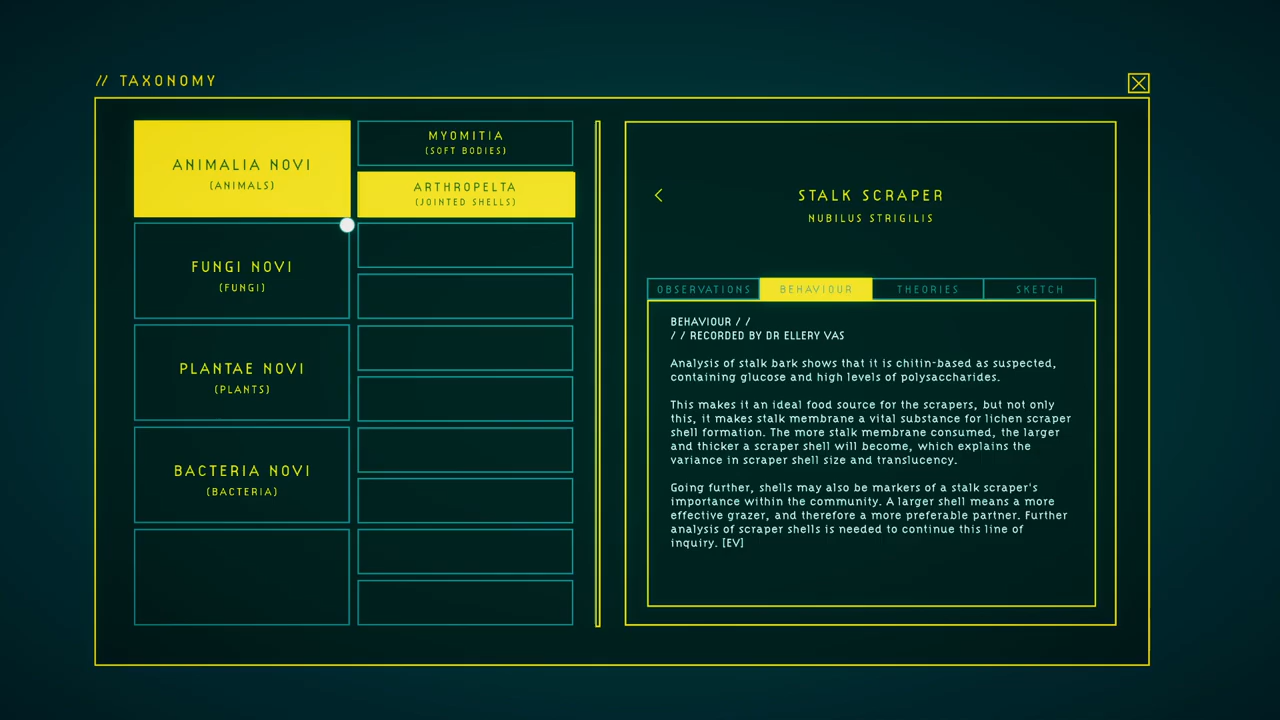 // TAXONOMY
ANIMALIA NOVI
(ANIMALS)
FUNGI NOVI
(FUNGI)
PLANTAE NOVI
(PLANTS)
BACTERIA NOVI
(BACTERIA)
MYOMITIA
(SOFT BODIES)
ARTHROPELTA
(JOINTED SHELLS)
STALK SCRAPER
NUBILUS STRIGILIS
OBSERVATIONS
BEHAVIOUR
THEORIES
SKETCH
BEHAVIOUR / /
/ / RECORDED BY DR ELLERY VAS
Analysis of stalk bark shows that it is chitin-based as suspected,
containing glucose and high levels of polysaccharides.
This makes it an ideal food source for the scrapers, but not only
this, it makes stalk membrane a vital substance for lichen scraper
shell formation. The more stalk membrane consumed, the larger
and thicker a scraper shell will become, which explains the
variance in scraper shell size and translucency.
Going further, shells may also be markers of a stalk scraper's
importance within the community. A larger shell means a more
effective grazer, and therefore a more preferable partner. Further
analysis of scraper shells is needed to continue this line of
inquiry. [EV]